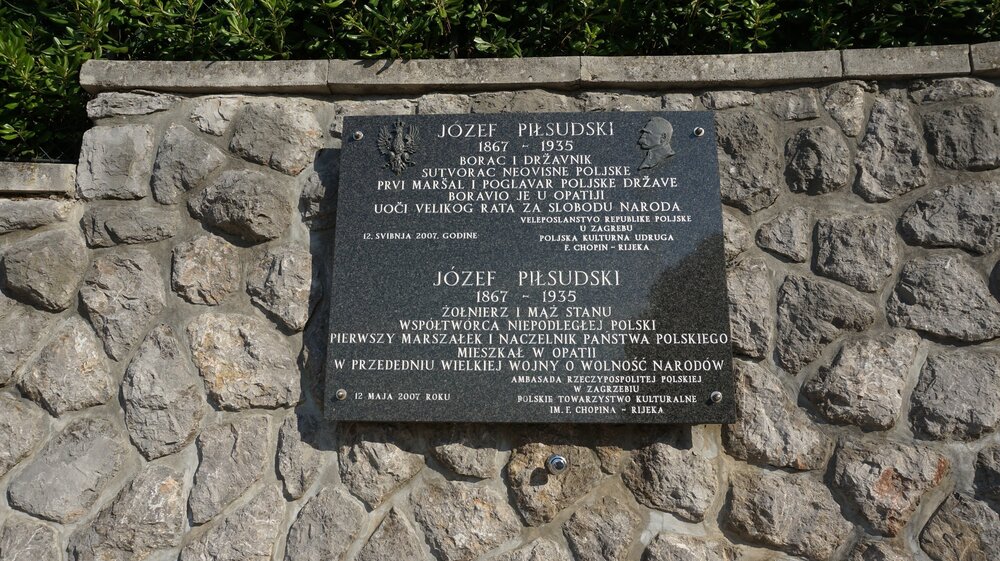 JÓZEF PIŁSUDSKI
1867 - 1935
BORAC I DRŽAVNIK
SUTVORAC NEOVISNE POLJSKE
PRVI MARŠAL I POGLAVAR POLJSKE DRŽAVE
BORAVIO JE U OPATIJI
UOČI VELIKOG RATA ZA SLOBODU NARODA
VELEPOSLANSTVO REPUBLIKE POLJSKE
U ZAGREBU
12. SVIBNJA 2007. GODINE
POLJSKA KULTURNA UDRUGA
F. CHOPIN - RIJEKA
JÓZEF PIŁSUDSKI
1867 - 1935
ŻOŁNIERZ I MĄŻ STANU
WSPÓŁTWÓRCA NIEPODLEGŁEJ POLSKI
PIERWSZY MARSZAŁEK I NACZELNIK PAŃSTWA POLSKIEGO
MIESZKAŁ W OPATII
W PRZEDEDNIU WIELKIEJ WOJNY O WOLNOŚĆ NARODÓW
AMBASADA RZECZYPOSPOLITEJ POLSKIEJ
W ZAGRZEBIU
12 MAJA 2007 ROKU
POLSKIE TOWARZYSTWO KULTURALNE
IM. F. CHOPINA - RIJEKA